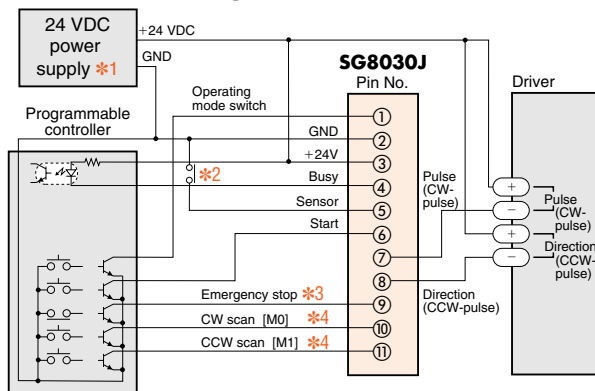 24 VDC
power
supply *1
+24 VDC
GND
SG8030J
Pin No.
Driver
Operating
mode switch
Programmable
controller
GND
+24V
*2
Busy
Sensor
Start
Emergency stop *3
CW scan [M0] *4
CCW scan [M1] *4
1
2
3
4
5
6
7
8
9
10
11
Pulse
(CW-
pulse)
Direction
(CCW-pulse)
+
−
+
−
Pulse
(CW-
pulse)
Direction
(CCW-
pulse)